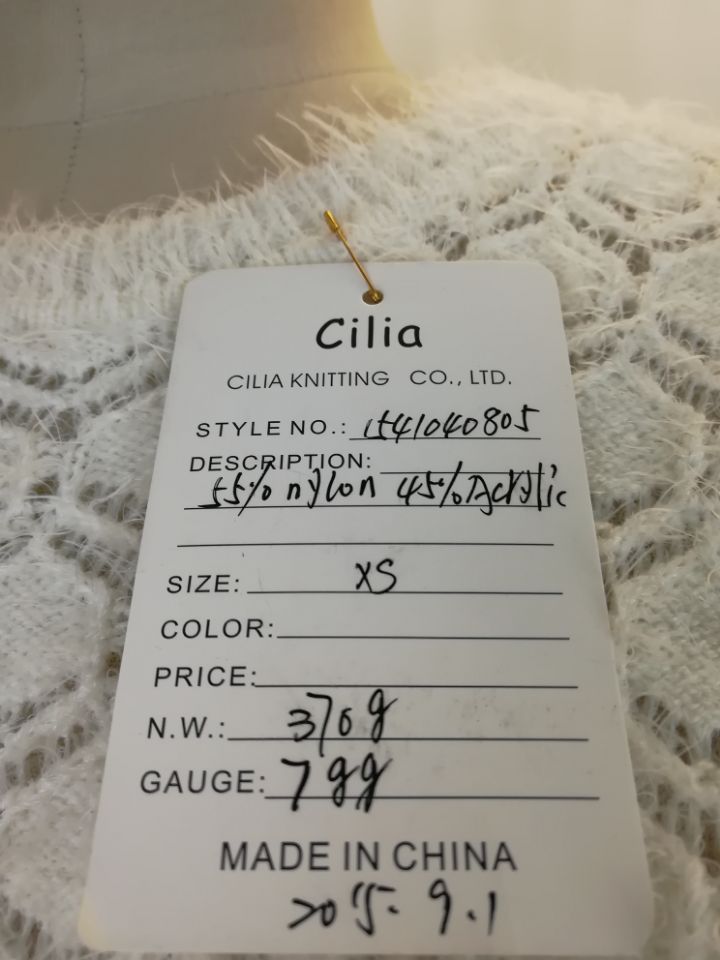 Cilia
CILIA KNITTING CO., LTD.
STYLE NO.: 1541040805
DESCRIPTION:
55% nylon 45% Acrylic
SIZE: XS
COLOR:
PRICE:
N.W.: 370g
GAUGE: 7gg
MADE IN CHINA
2015. 9.1